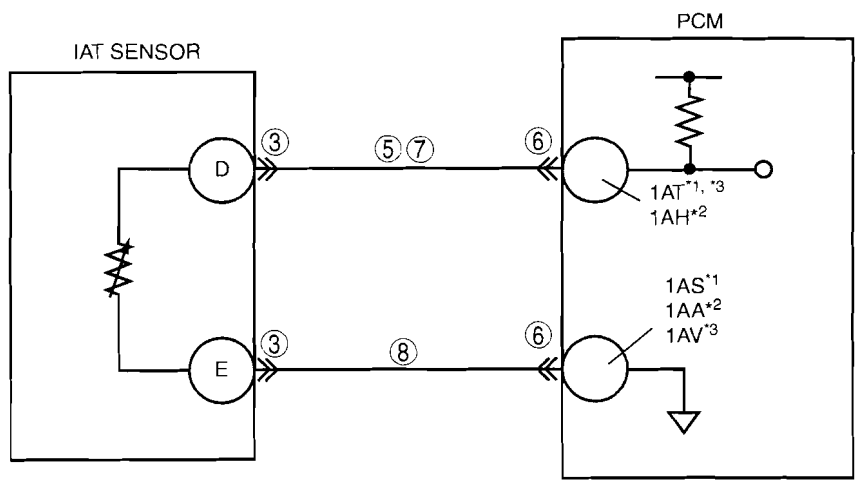 PCM
IAT SENSOR
D
③
⑤⑦
⑥
1AT*1, *3
1AH*2
1AS*1
1AA*2
1AV*3
E
③
⑧
⑥